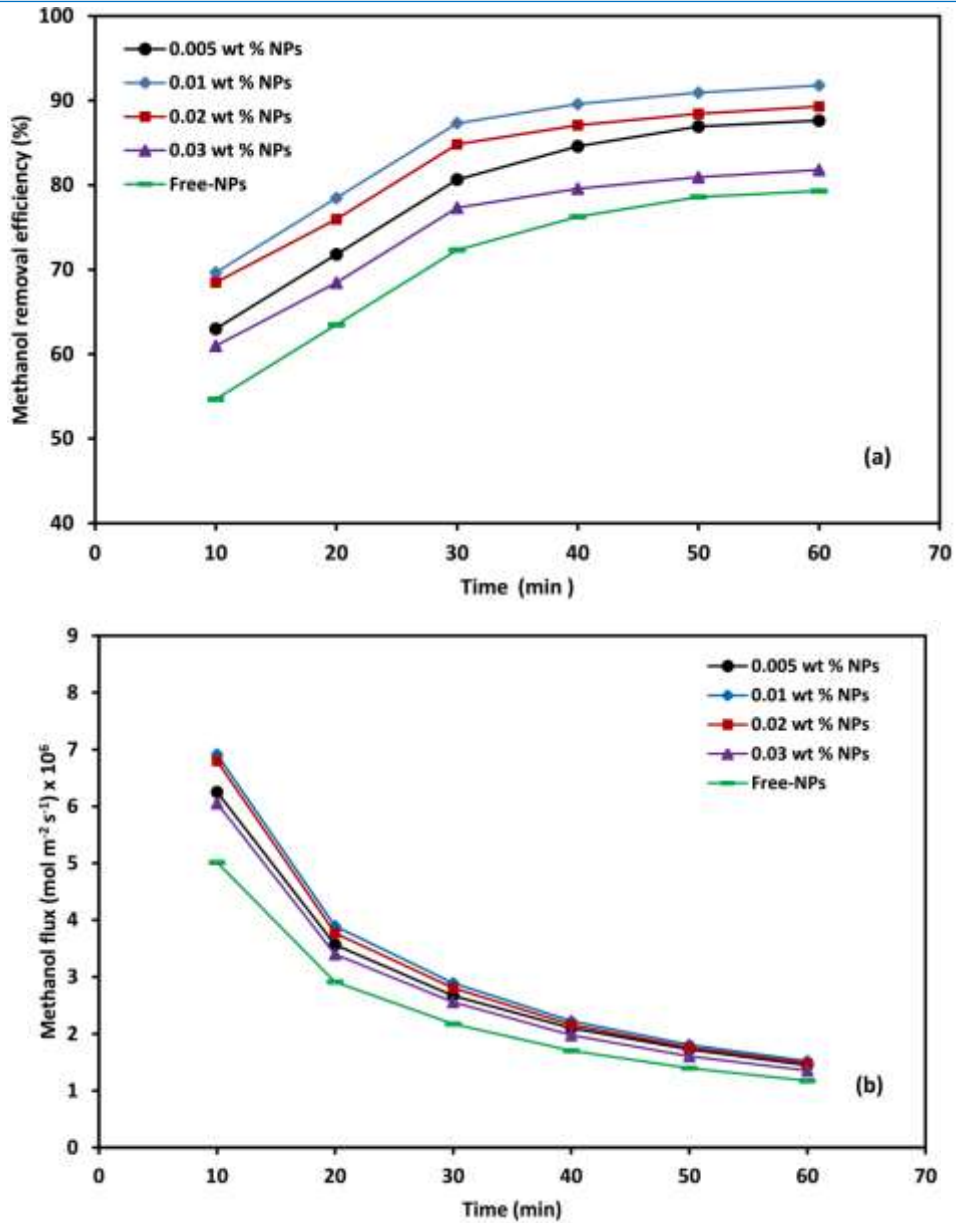 100
90
80
70
60
50
40
Methanol removal efficiency (%)
0.005 wt % NPs
0.01 wt % NPs
0.02 wt % NPs
0.03 wt % NPs
Free-NPs
(a)
0 10 20 30 40 50 60 70
Time (min )
9
8
7
6
5
4
3
2
1
0
Methanol flux (mol m⁻² s⁻¹) x 10⁶
0.005 wt % NPs
0.01 wt % NPs
0.02 wt % NPs
0.03 wt % NPs
Free-NPs
(b)
0 10 20 30 40 50 60 70
Time (min)